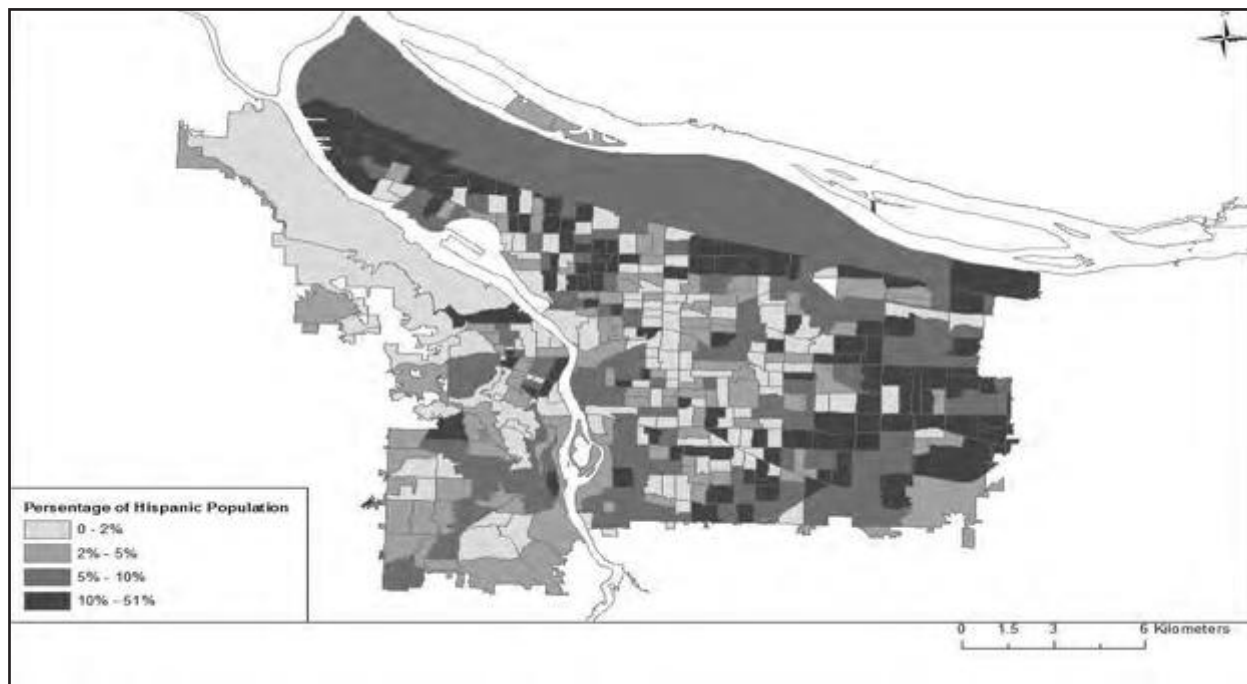 Persentage of Hispanic Population
0 - 2%
2% - 5%
5% - 10%
10% - 51%
0 1.5 3 6 Kilometers